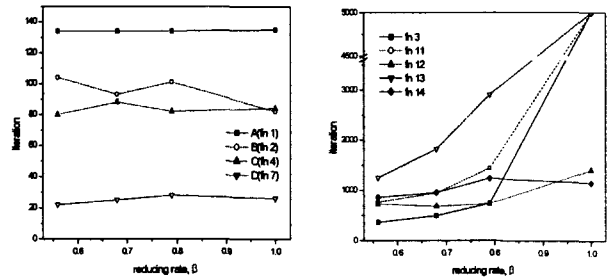 140
120
100
80
60
40
20
0
iteration
A(fn 1)
B(fn 2)
C(fn 4)
D(fn 7)
0.6 0.7 0.8 0.9 1.0
reducing rate, β
5000
4500
3000
2000
1000
0
iteration
fn 3
fn 11
fn 12
fn 13
fn 14
0.6 0.7 0.8 0.9 1.0
reducing rate, β